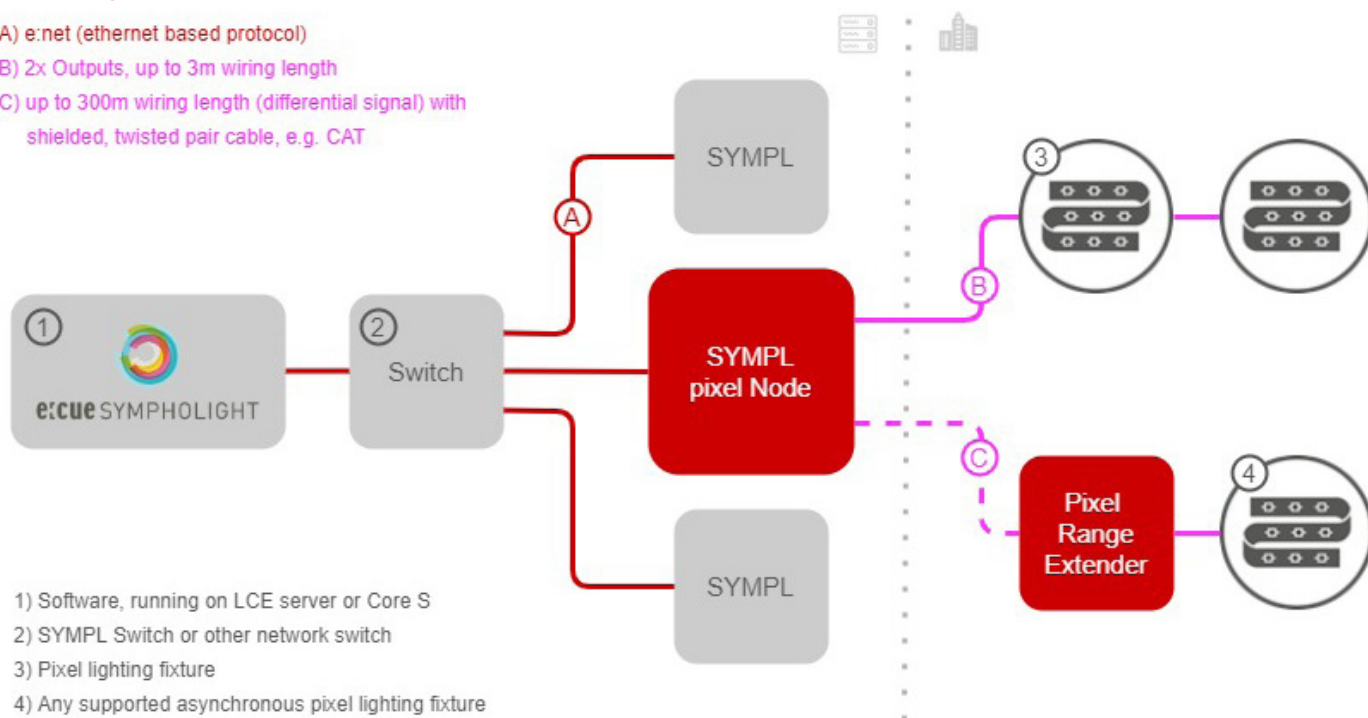 A) e:net (ethernet based protocol)
B) 2x Outputs, up to 3m wiring length
C) up to 300m wiring length (differential signal) with
shielded, twisted pair cable, e.g. CAT
SYMPL
3
A
B
1
e:cue SYMPHOLIGHT
2
Switch
SYMPL
pixel Node
C
4
Pixel
Range
Extender
SYMPL
1) Software, running on LCE server or Core S
2) SYMPL Switch or other network switch
3) Pixel lighting fixture
4) Any supported asynchronous pixel lighting fixture